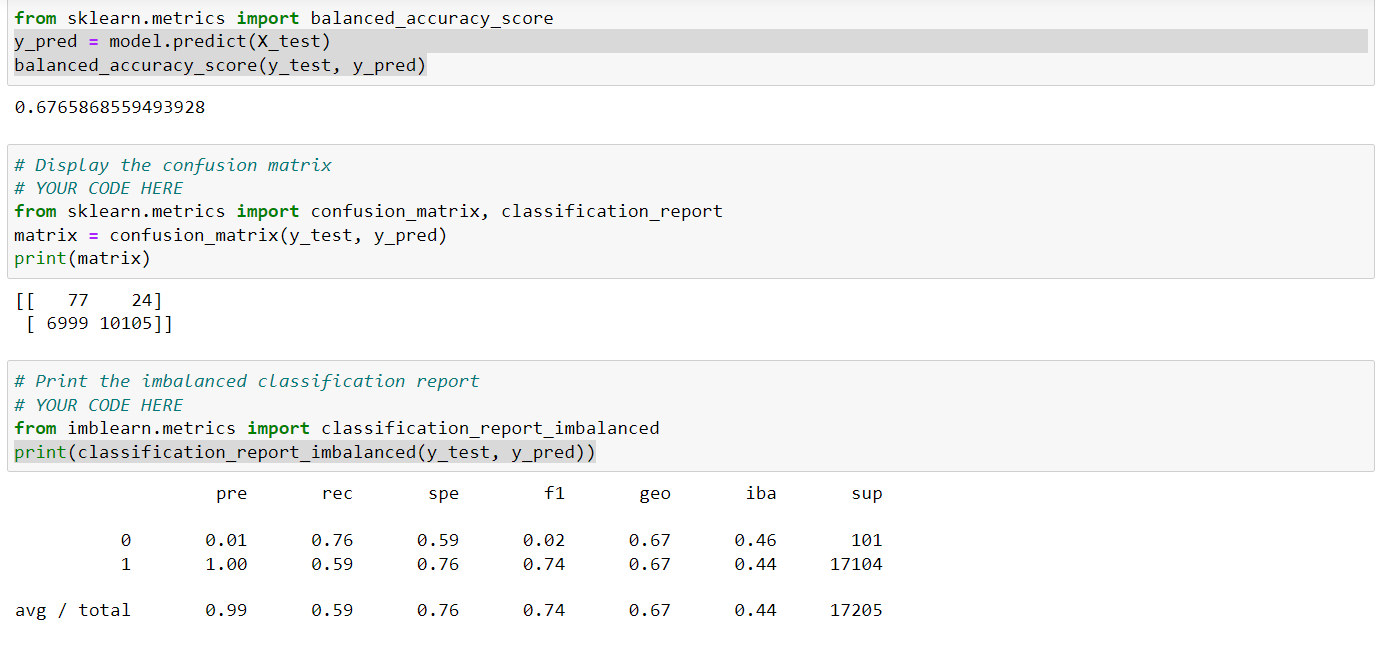 from sklearn.metrics import balanced_accuracy_score
y_pred = model.predict(X_test)
balanced_accuracy_score(y_test, y_pred)
0.6765868559493928
# Display the confusion matrix
# YOUR CODE HERE
from sklearn.metrics import confusion_matrix, classification_report
matrix = confusion_matrix(y_test, y_pred)
print(matrix)
[[   77    24]
 [ 6999 10105]]
# Print the imbalanced classification report
# YOUR CODE HERE
from imblearn.metrics import classification_report_imbalanced
print(classification_report_imbalanced(y_test, y_pred))
                   pre       rec       spe        f1       geo       iba       sup
          0       0.01      0.76      0.59      0.02      0.67      0.46       101
          1       1.00      0.59      0.76      0.74      0.67      0.44     17104
avg / total       0.99      0.59      0.76      0.74      0.67      0.44     17205